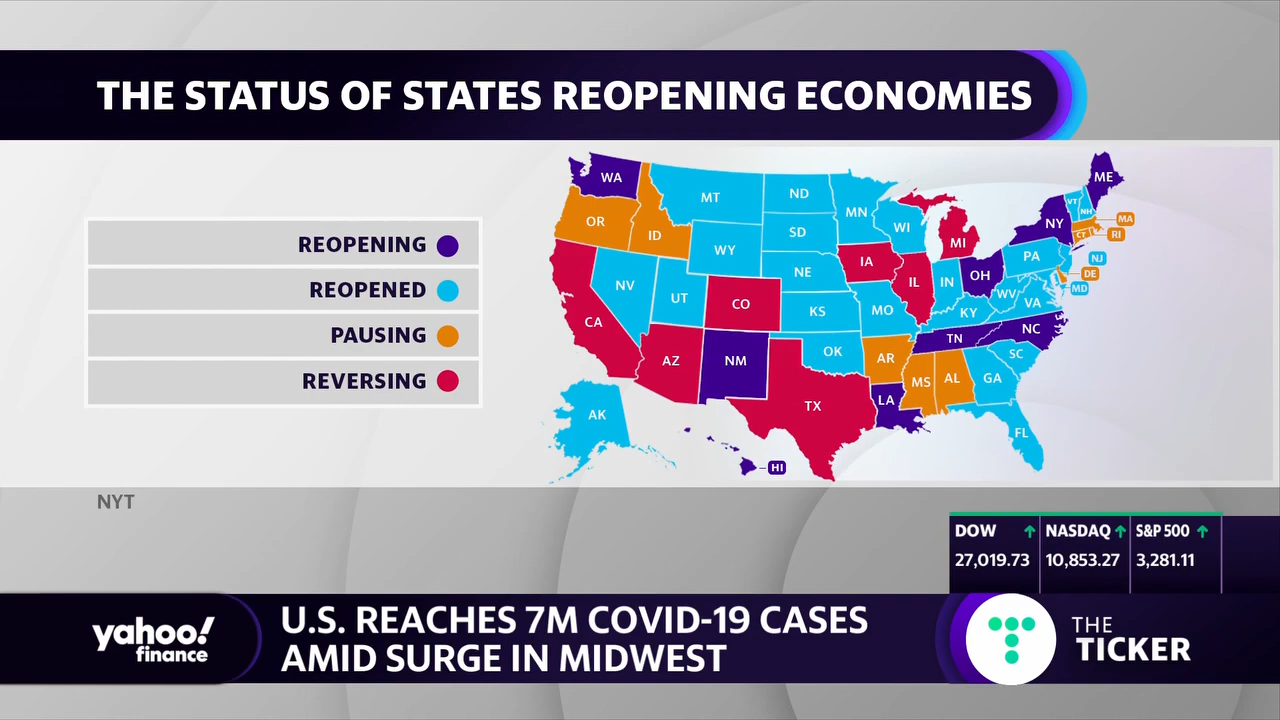 THE STATUS OF STATES REOPENING ECONOMIES
REOPENING
REOPENED
PAUSING
REVERSING
WA
MT
ND
MN
ME
VT
NH
OR
ID
SD
WI
NY
MA
CT
RI
WY
MI
PA
NJ
NV
UT
CO
NE
IA
IL
IN
OH
DE
MD
WV
VA
CA
KS
MO
KY
AZ
NM
OK
AR
TN
NC
TX
LA
MS
AL
GA
SC
AK
HI
FL
NYT
DOW
27,019.73
NASDAQ
10,853.27
S&P 500
3,281.11
yahoo!
finance
U.S. REACHES 7M COVID-19 CASES
AMID SURGE IN MIDWEST
THE
TICKER